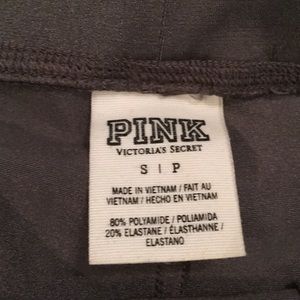 PINK
VICTORIA'S SECRET
S | P
MADE IN VIETNAM / FAIT AU
VIETNAM / HECHO EN VIETNAM
80% POLYAMIDE / POLIAMIDA
20% ELASTANE / ÉLASTHANNE /
ELASTANO